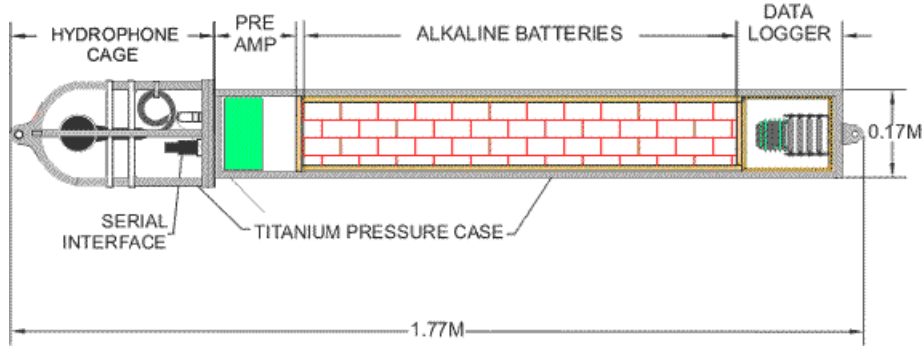 HYDROPHONE
CAGE
PRE
AMP
ALKALINE BATTERIES
DATA
LOGGER
0.17M
SERIAL
INTERFACE
TITANIUM PRESSURE CASE
1.77M